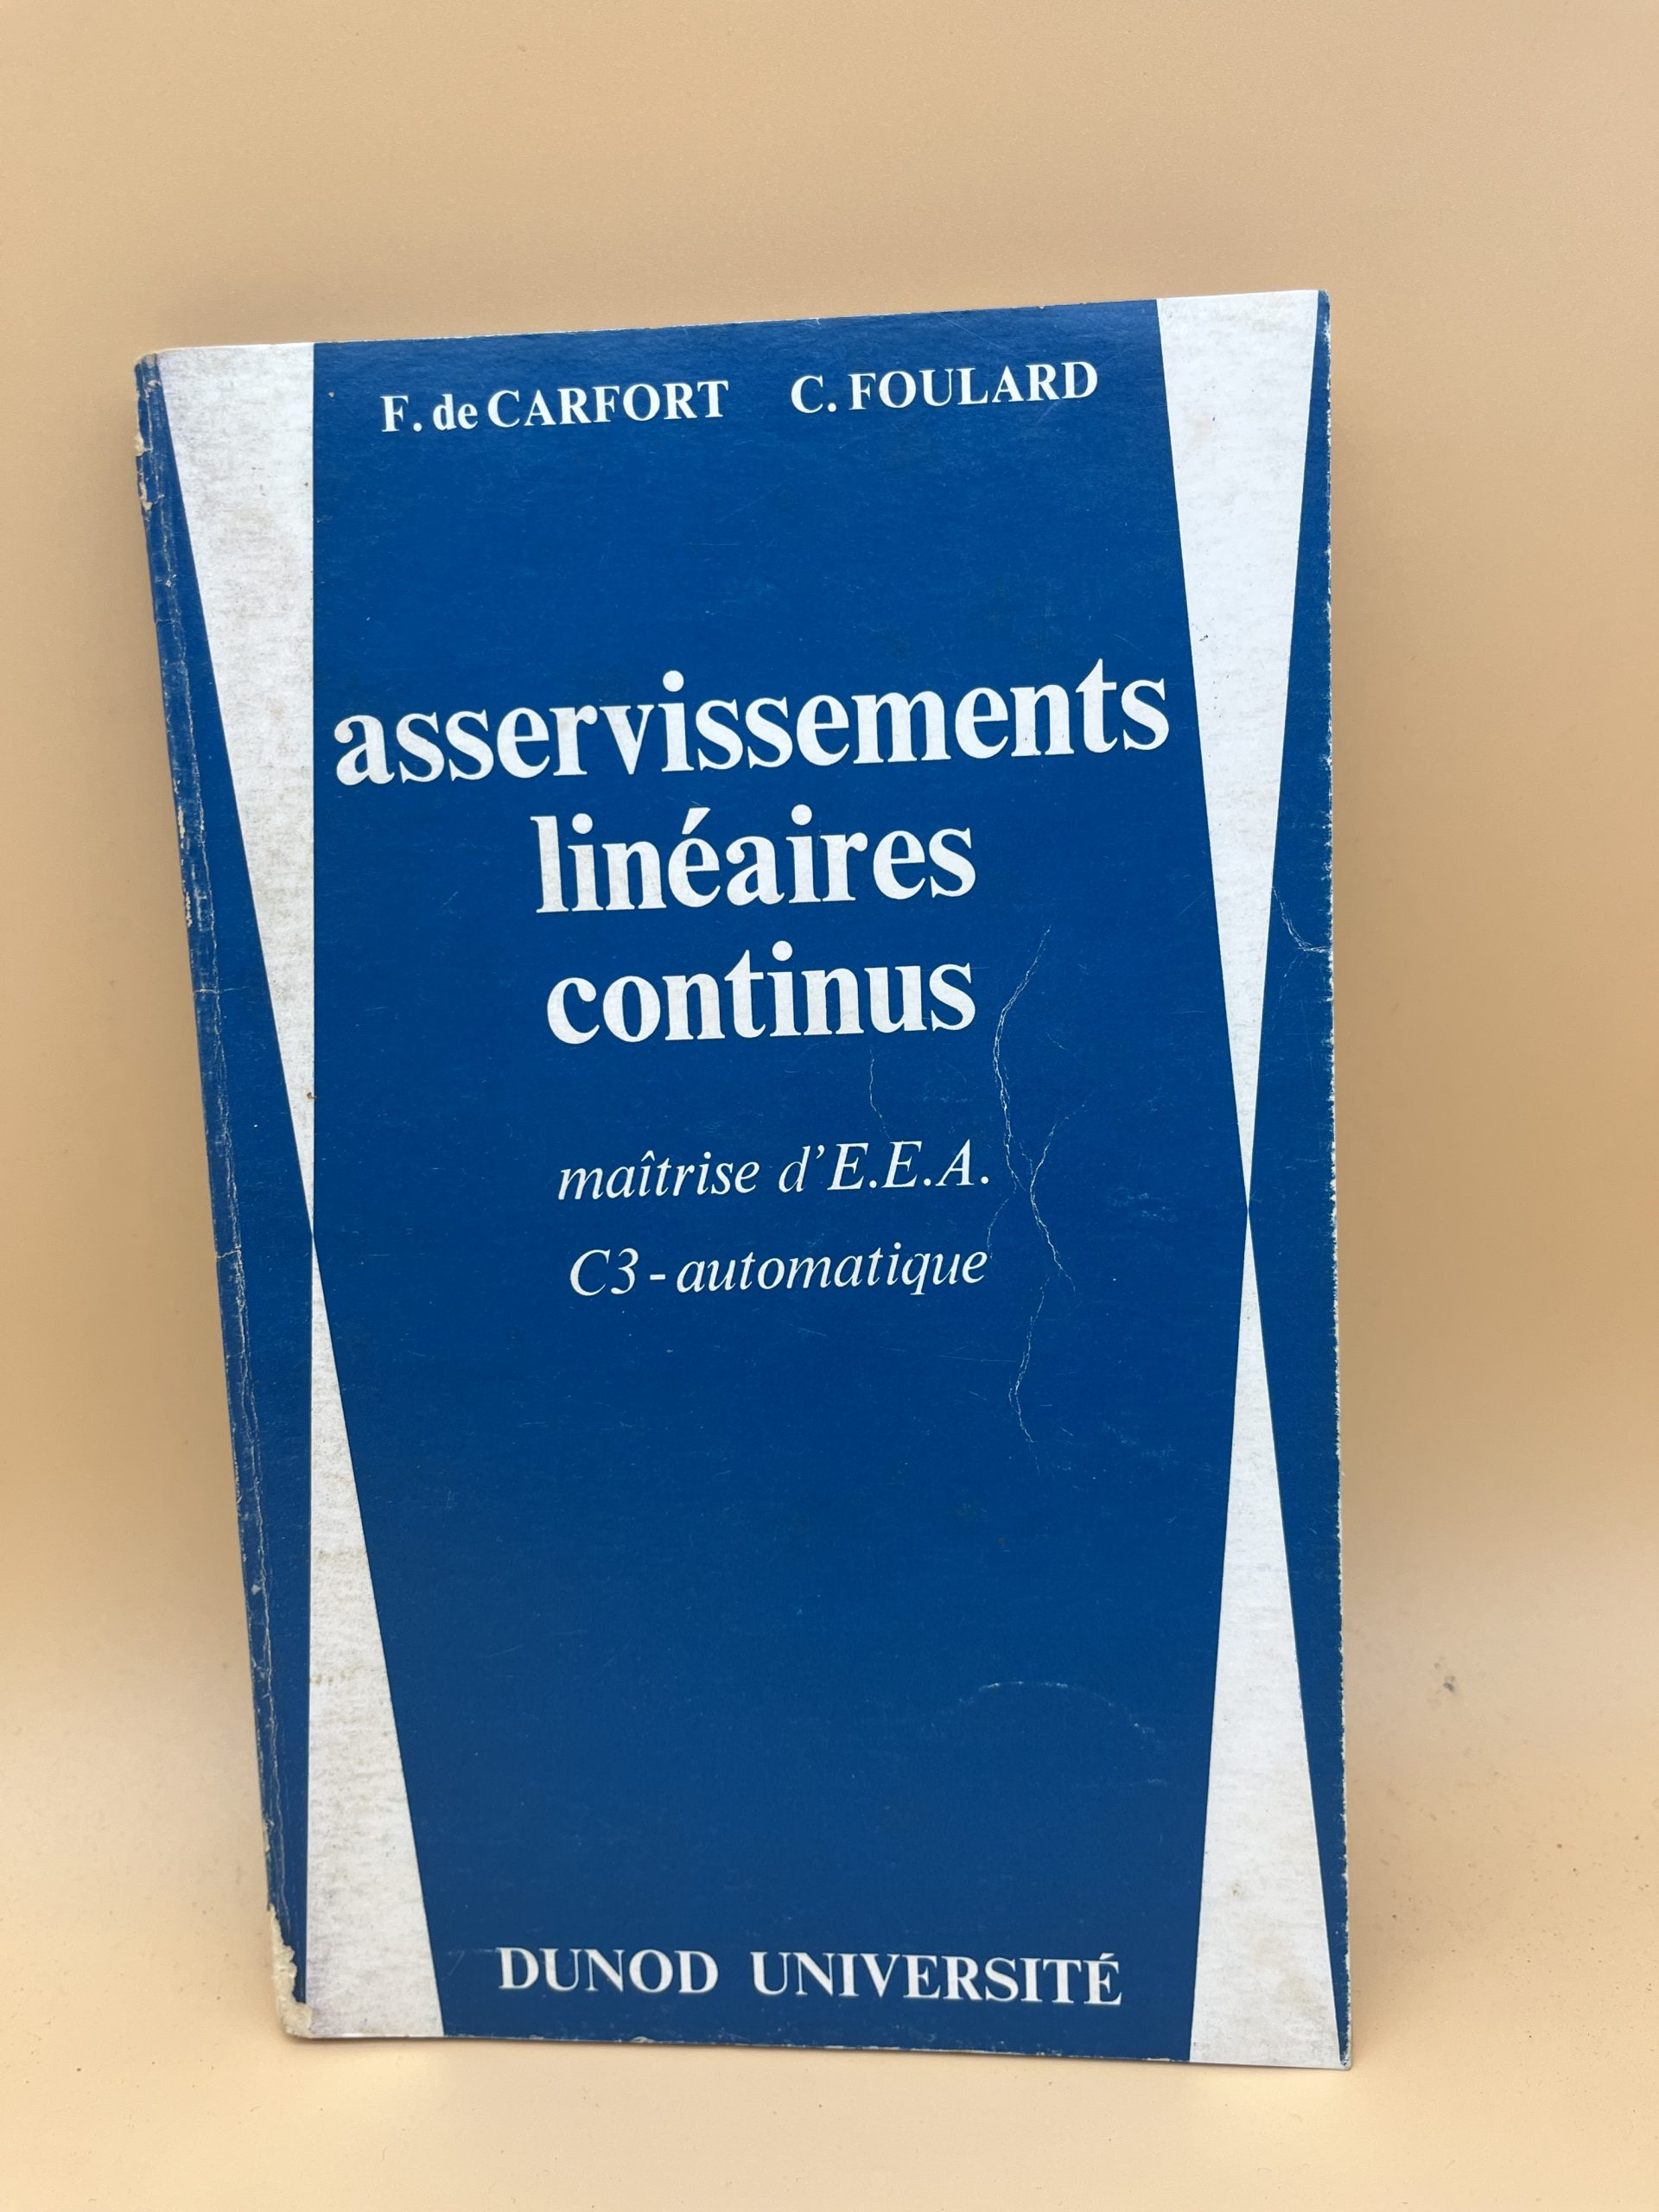 F. de CARFORT C. FOULARD
asservissements
linéaires
continus
maîtrise d'E.E.A.
C3-automatique
DUNOD UNIVERSITÉ